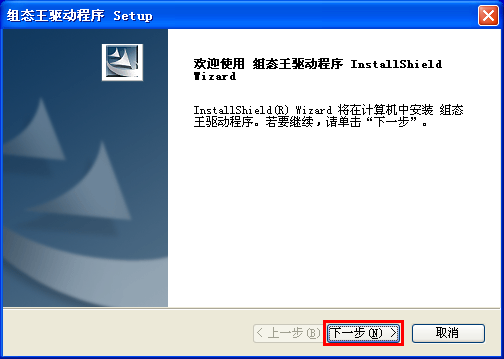 组态王驱动程序 Setup
欢迎使用 组态王驱动程序 InstallShield
Wizard
InstallShield(R) Wizard 将在计算机中安装 组态
王驱动程序。若要继续，请单击“下一步”。
< 上一步(B)
下一步(N) >
取消